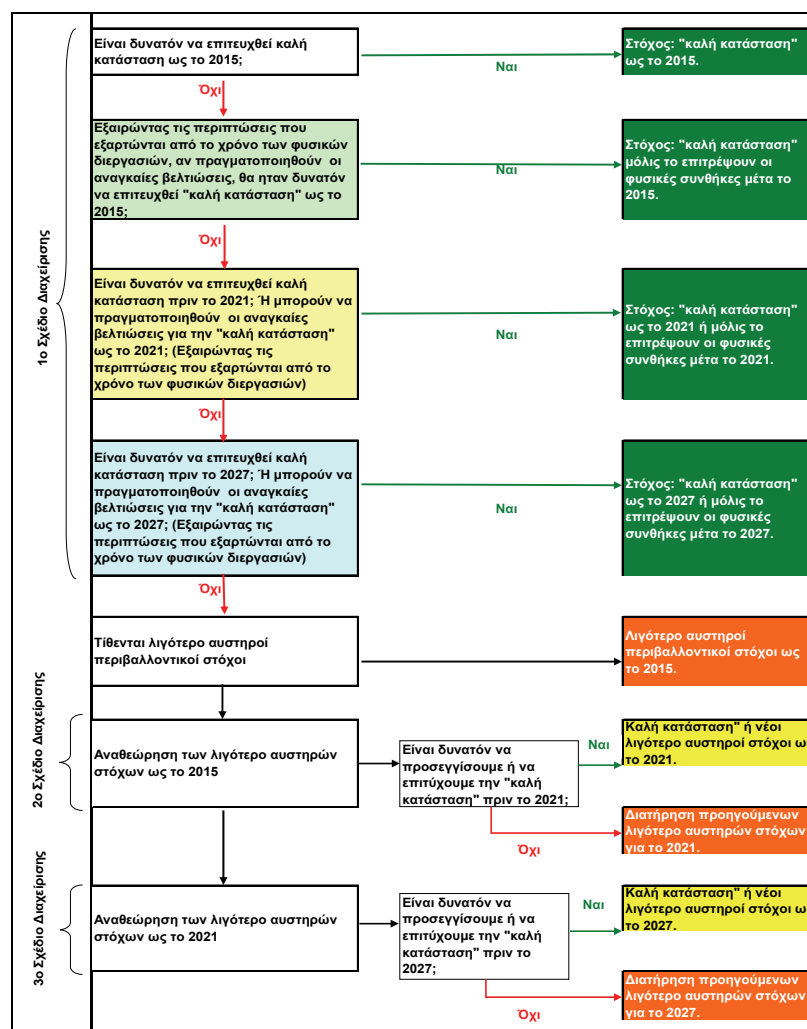 Είναι δυνατόν να επιτευχθεί καλή
κατάσταση ως το 2015;
Ναι
Στόχος: "καλή κατάσταση"
ως το 2015.
Όχι
1ο Σχέδιο Διαχείρισης
Εξαιρώντας τις περιπτώσεις που
εξαρτώνται από το χρόνο των φυσικών
διεργασιών, αν πραγματοποιηθούν οι
αναγκαίες βελτιώσεις, θα ηταν δυνατόν
να επιτευχθεί "καλή κατάσταση" ως το
2015;
Ναι
Στόχος: "καλή κατάσταση"
μόλις το επιτρέψουν οι
φυσικές συνθήκες μέτα το
2015.
Όχι
Είναι δυνατόν να επιτευχθεί καλή
κατάσταση πριν το 2021; Ή μπορούν να
πραγματοποιηθούν οι αναγκαίες
βελτιώσεις για την "καλή κατάσταση"
ως το 2021; (Εξαιρώντας τις
περιπτώσεις που εξαρτώνται από το
χρόνο των φυσικών διεργασιών)
Ναι
Στόχος: "καλή κατάσταση"
ως το 2021 ή μόλις το
επιτρέψουν οι φυσικές
συνθήκες μέτα το 2021.
Όχι
Είναι δυνατόν να επιτευχθεί καλή
κατάσταση πριν το 2027; Ή μπορούν να
πραγματοποιηθούν οι αναγκαίες
βελτιώσεις για την "καλή κατάσταση"
ως το 2027; (Εξαιρώντας τις
περιπτώσεις που εξαρτώνται από το
χρόνο των φυσικών διεργασιών)
Ναι
Στόχος: "καλή κατάσταση"
ως το 2027 ή μόλις το
επιτρέψουν οι φυσικές
συνθήκες μέτα το 2027.
Όχι
Τίθενται λιγότερο αυστηροί
περιβαλλοντικοί στόχοι
Λιγότερο αυστηροί
περιβαλλοντικοί στόχοι ως
το 2015.
2ο Σχέδιο Διαχείρισης
Αναθεώρηση των λιγότερο αυστηρών
στόχων ως το 2015
Είναι δυνατόν να
προσεγγίσουμε ή να
επιτύχουμε την "καλή
κατάσταση" πριν το 2021;
Ναι
Καλή κατάσταση" ή νέοι
λιγότερο αυστηροί στόχοι ω
το 2021.
Όχι
Διατήρηση προηγούμενων
λιγότερο αυστηρών στόχων
για το 2021.
3ο Σχέδιο Διαχείρισης
Αναθεώρηση των λιγότερο αυστηρών
στόχων ως το 2021
Είναι δυνατόν να
προσεγγίσουμε ή να
επιτύχουμε την "καλή
κατάσταση" πριν το
2027;
Ναι
Καλή κατάσταση" ή νέοι
λιγότερο αυστηροί στόχοι ω
το 2027.
Όχι
Διατήρηση προηγούμενων
λιγότερο αυστηρών στόχων
για το 2027.